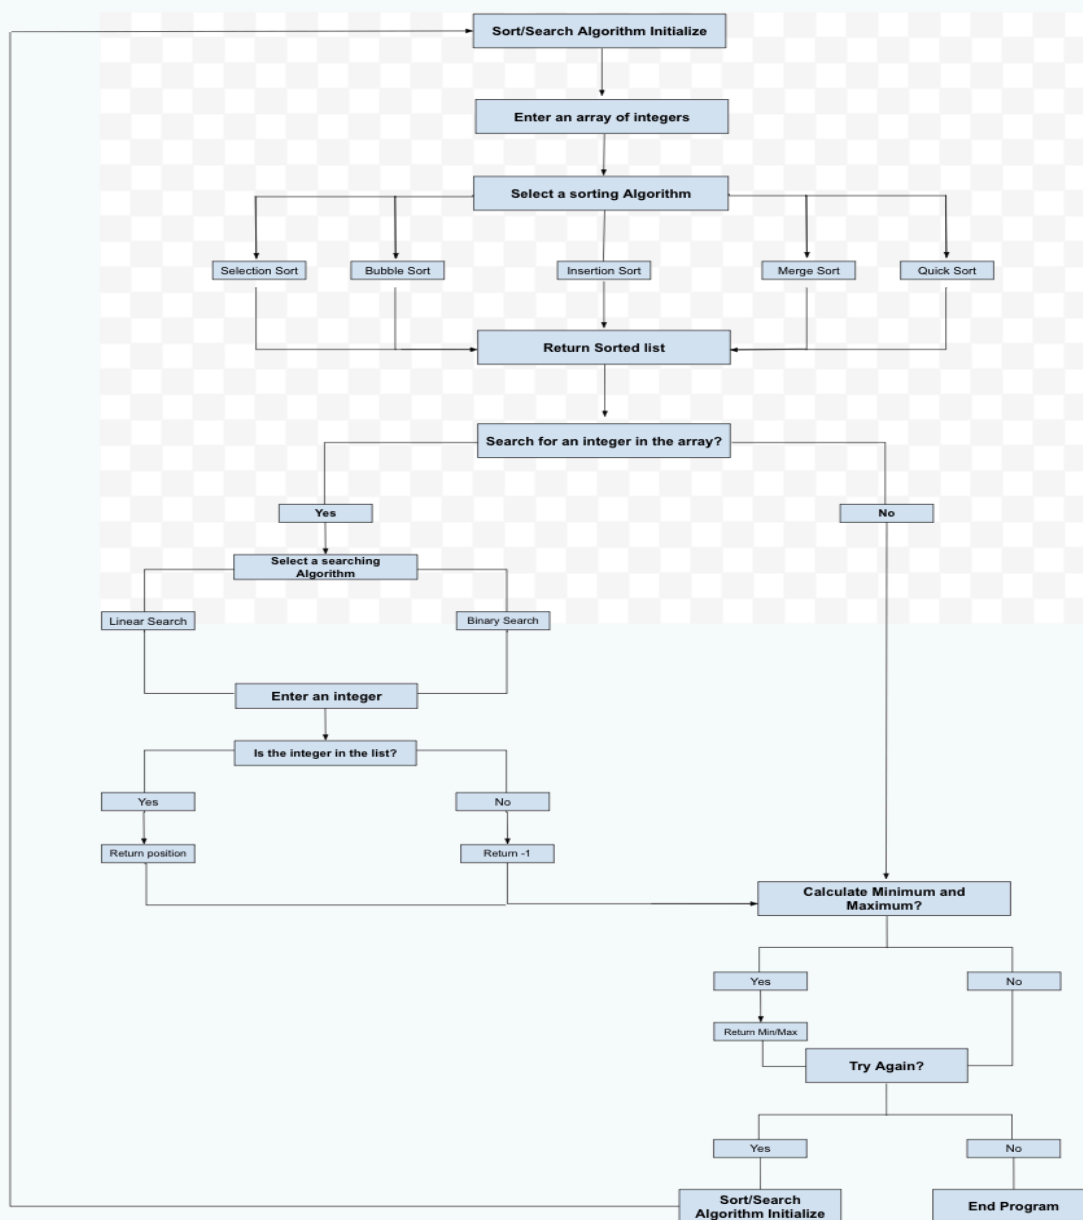 Sort/Search Algorithm Initialize
Enter an array of integers
Select a sorting Algorithm
Selection Sort
Bubble Sort
Insertion Sort
Merge Sort
Quick Sort
Return Sorted list
Search for an integer in the array?
Yes
No
Select a searching
Algorithm
Linear Search
Binary Search
Enter an integer
Is the integer in the list?
Yes
No
Return position
Return -1
Calculate Minimum and
Maximum?
Yes
No
Return Min/Max
Try Again?
Yes
No
Sort/Search
Algorithm Initialize
End Program